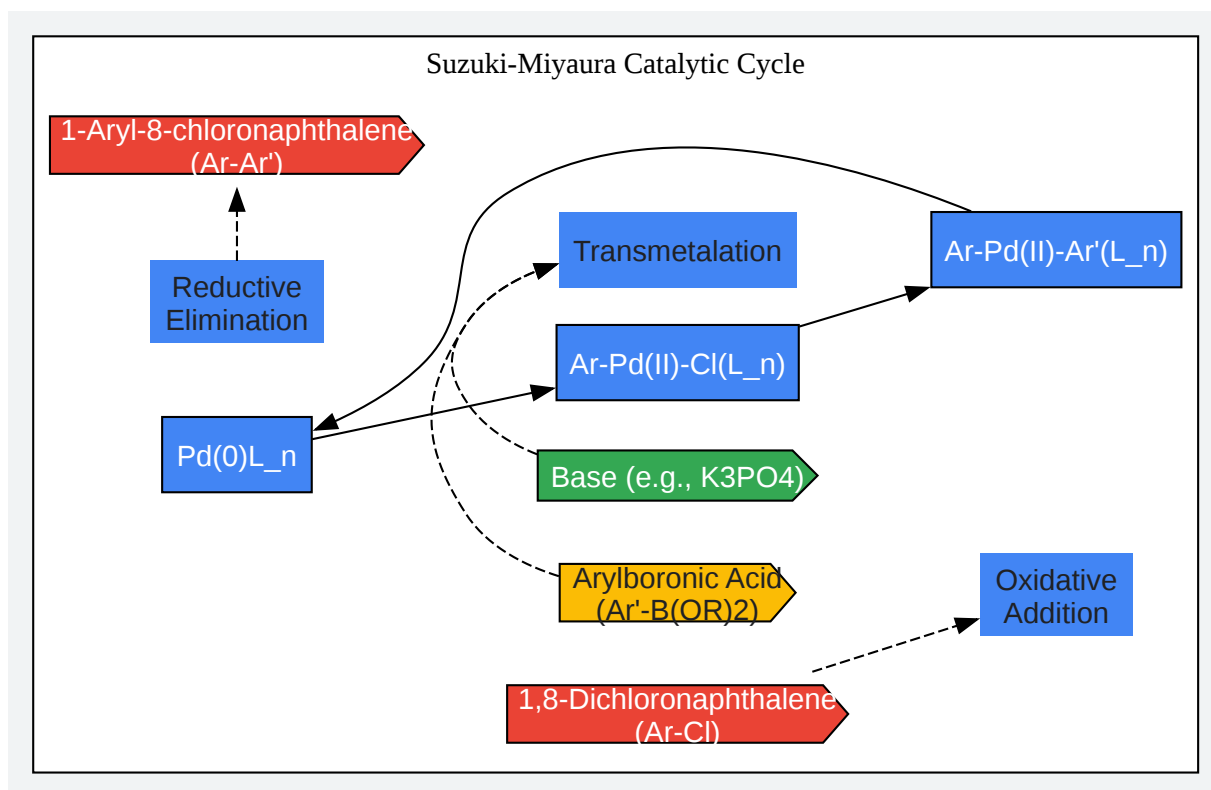 Suzuki-Miyaura Catalytic Cycle
1-Aryl-8-chloronaphthalene
(Ar-Ar')
Reductive
Elimination
Transmetalation
Ar-Pd(II)-Ar'(L_n)
Ar-Pd(II)-Cl(L_n)
Pd(0)L_n
Base (e.g., K3PO4)
Arylboronic Acid
(Ar'-B(OR)2)
Oxidative
Addition
1,8-Dichloronaphthalene
(Ar-Cl)